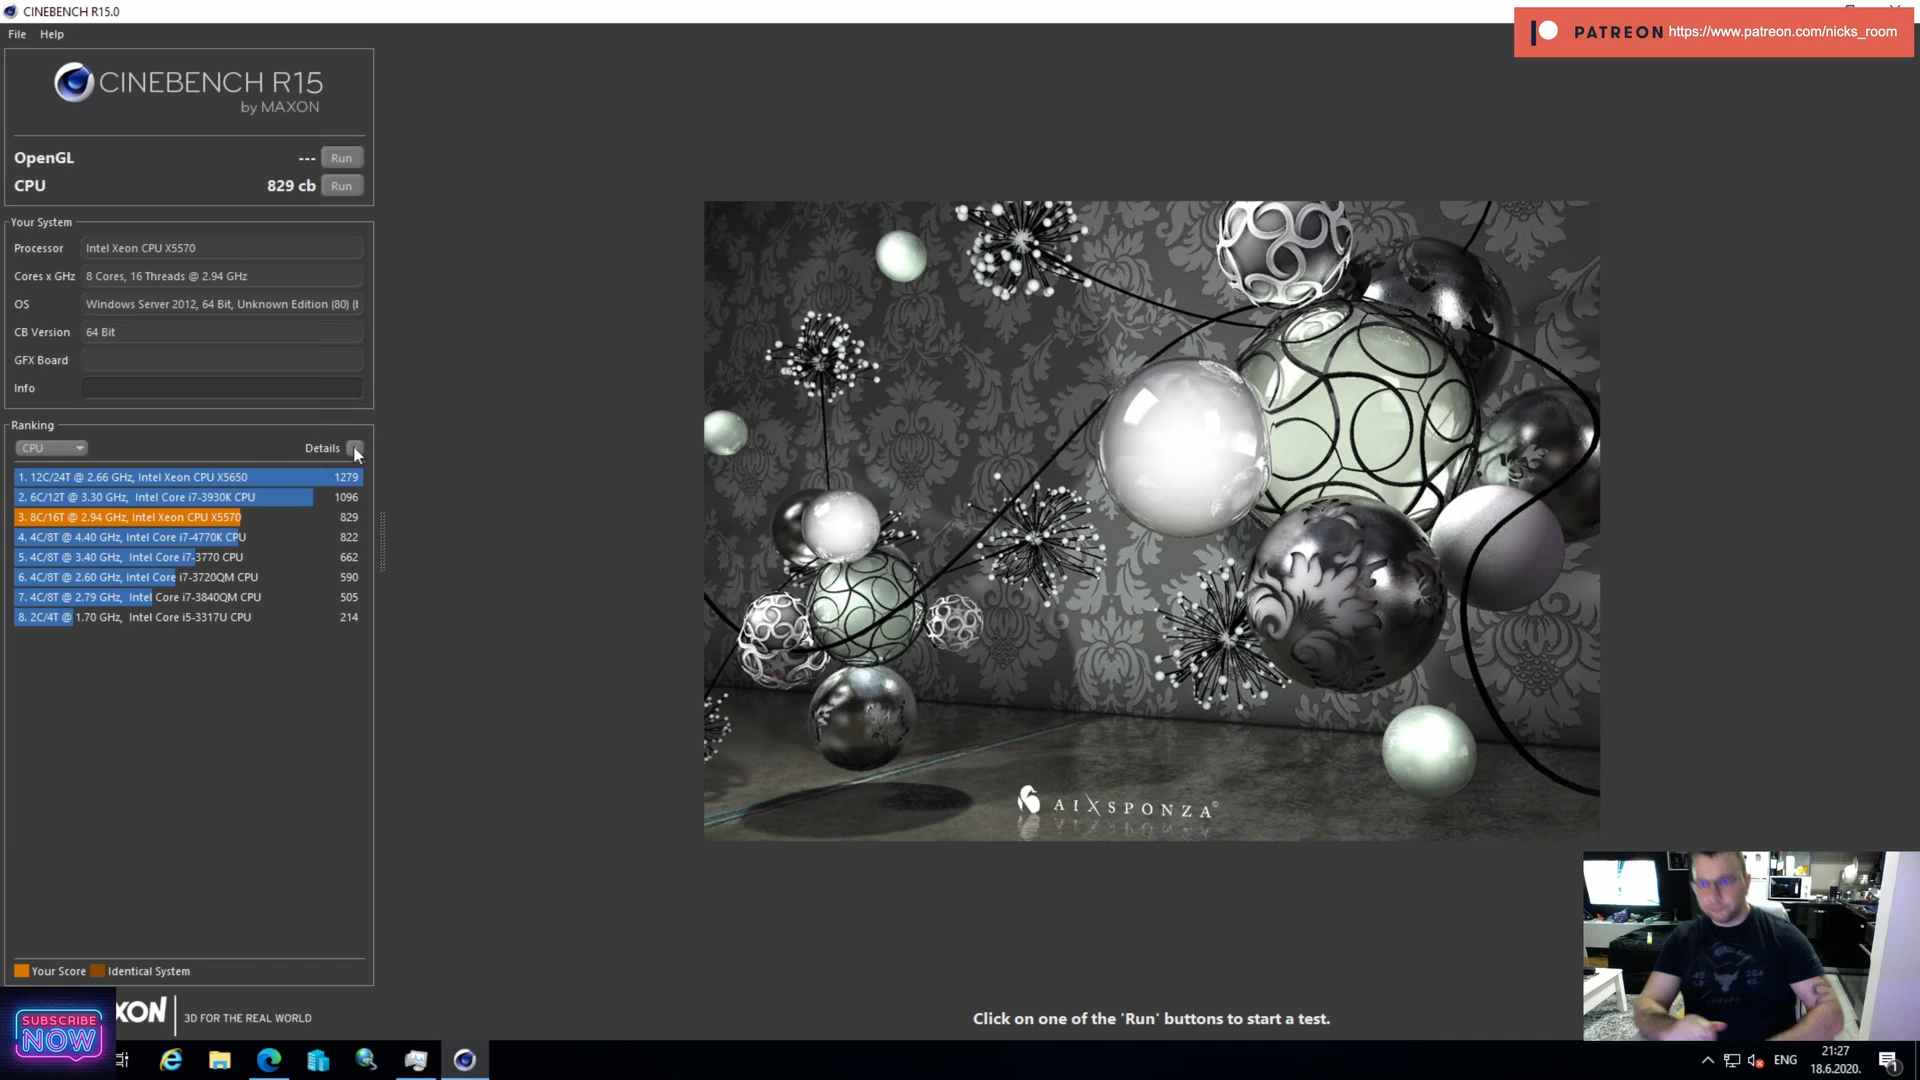 CINEBENCH R15.0
File Help
PATREON https://www.patreon.com/nicks_room
CINEBENCH R15
by MAXON
OpenGL --- Run
CPU 829 cb Run
Your System
Processor Intel Xeon CPU X5570
Cores x GHz 8 Cores, 16 Threads @ 2.94 GHz
OS Windows Server 2012, 64 Bit, Unknown Edition (80) (
CB Version 64 Bit
GFX Board
Info
Ranking
CPU Details
1. 12C/24T @ 2.66 GHz, Intel Xeon CPU X5650 1279
2. 6C/12T @ 3.30 GHz, Intel Core i7-3930K CPU 1096
3. 8C/16T @ 2.94 GHz, Intel Xeon CPU X5570 829
4. 4C/8T @ 4.40 GHz, Intel Core i7-4770K CPU 822
5. 4C/8T @ 3.40 GHz, Intel Core i7-3770 CPU 662
6. 4C/8T @ 2.60 GHz, Intel Core i7-3720QM CPU 590
7. 4C/8T @ 2.79 GHz, Intel Core i7-3840QM CPU 505
8. 2C/4T @ 1.70 GHz, Intel Core i5-3317U CPU 214
AIXSPONZA®
Your Score Identical System
SUBSCRIBE
NOW
XON 3D FOR THE REAL WORLD
Click on one of the 'Run' buttons to start a test.
ENG
21:27
18.6.2020.
1